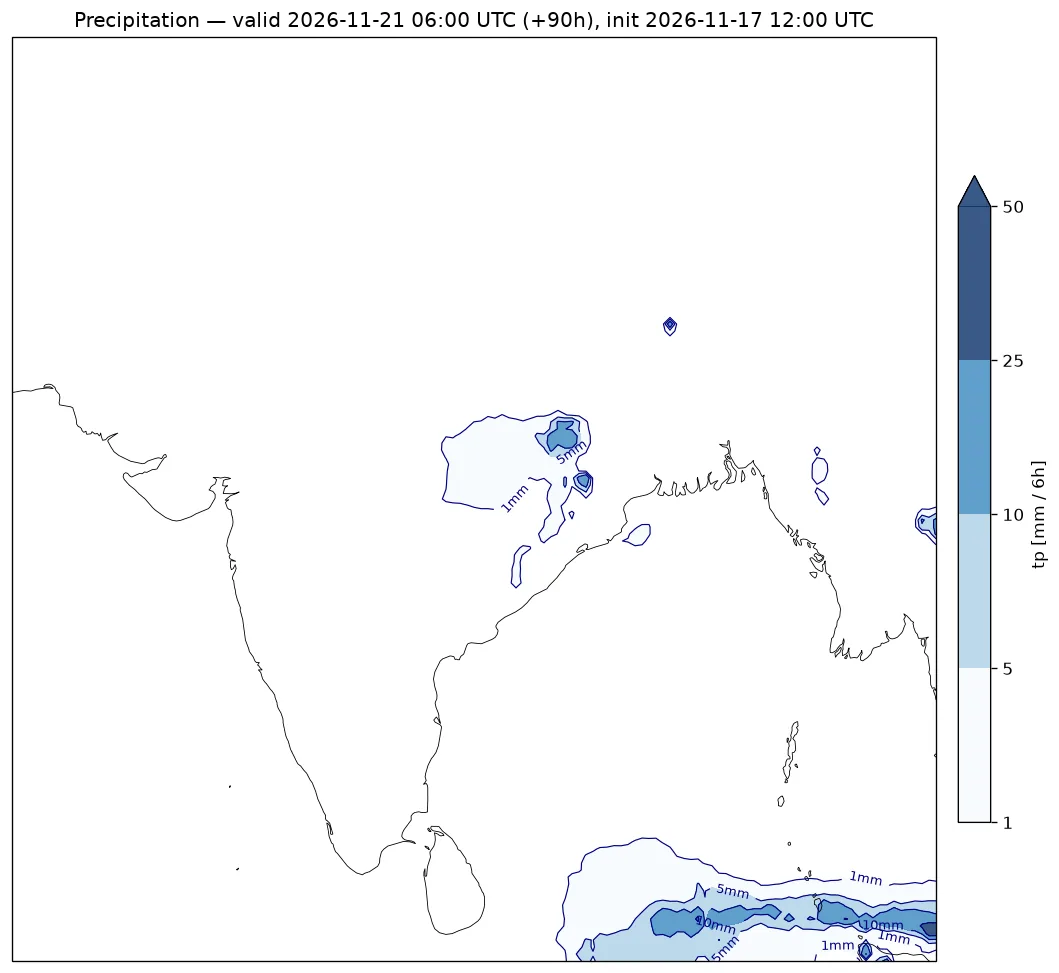 Precipitation — valid 2026-11-21 06:00 UTC (+90h), init 2026-11-17 12:00 UTC
50
25
10
5
1
tp [mm / 6h]
5mm
1mm
1mm
5mm
10mm
10mm
1mm
1mm
5mm